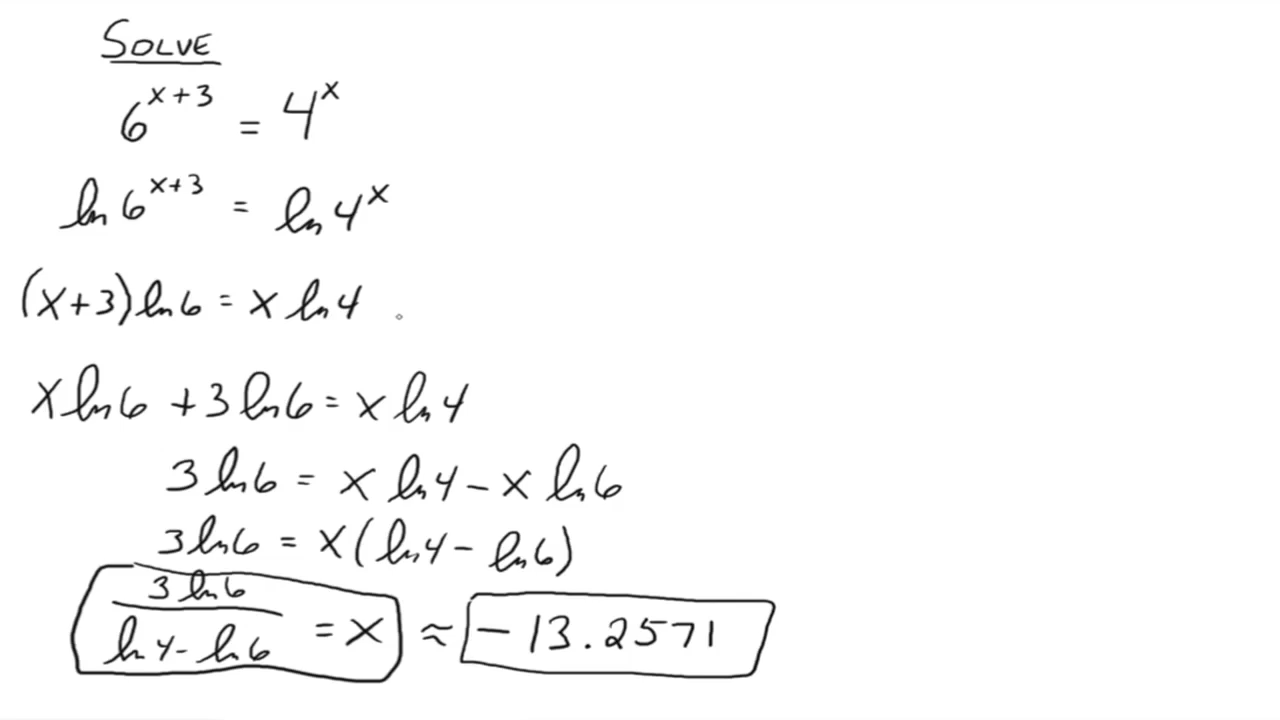 SOLVE
6^(x+3) = 4^x
ln 6^(x+3) = ln 4^x
(x+3) ln 6 = x ln 4
x ln 6 + 3 ln 6 = x ln 4
3 ln 6 = x ln 4 - x ln 6
3 ln 6 = x (ln 4 - ln 6)
3 ln 6 / (ln 4 - ln 6) = x ≈ -13.2571